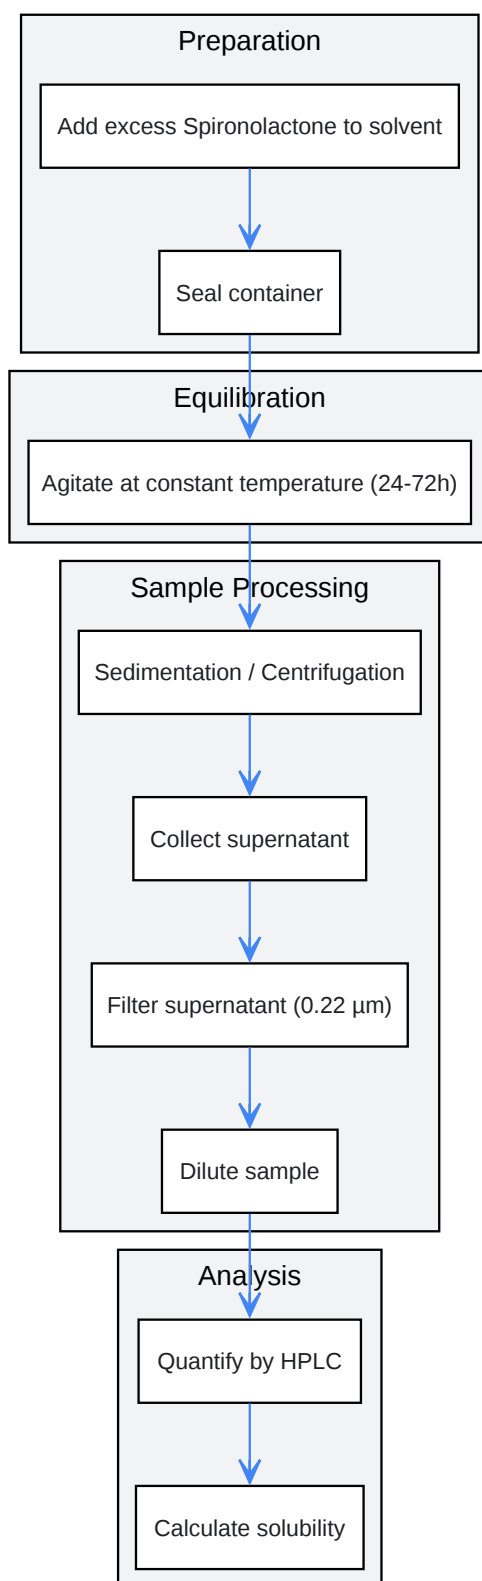 Preparation
Add excess Spironolactone to solvent
Seal container
Equilibration
Agitate at constant temperature (24-72h)
Sample Processing
Sedimentation / Centrifugation
Collect supernatant
Filter supernatant (0.22 µm)
Dilute sample
Analysis
Quantify by HPLC
Calculate solubility